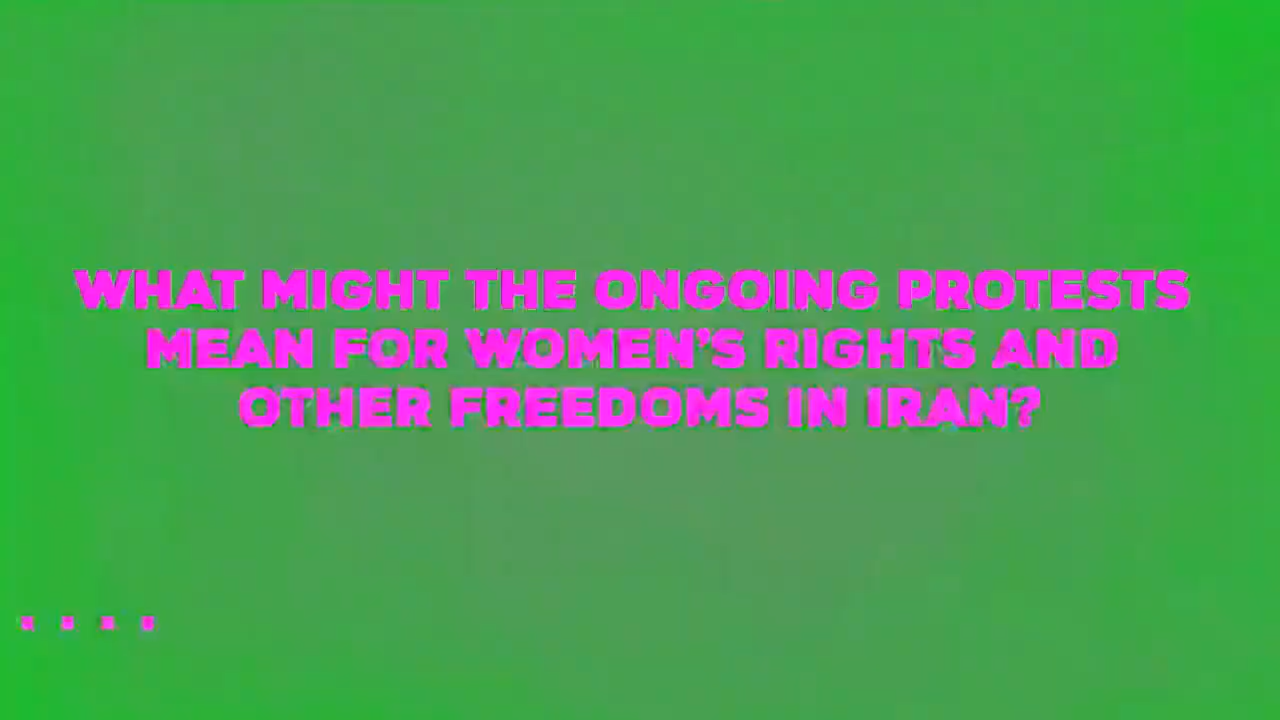 WHAT MIGHT THE ONGOING PROTESTS
MEAN FOR WOMEN'S RIGHTS AND
OTHER FREEDOMS IN IRAN?